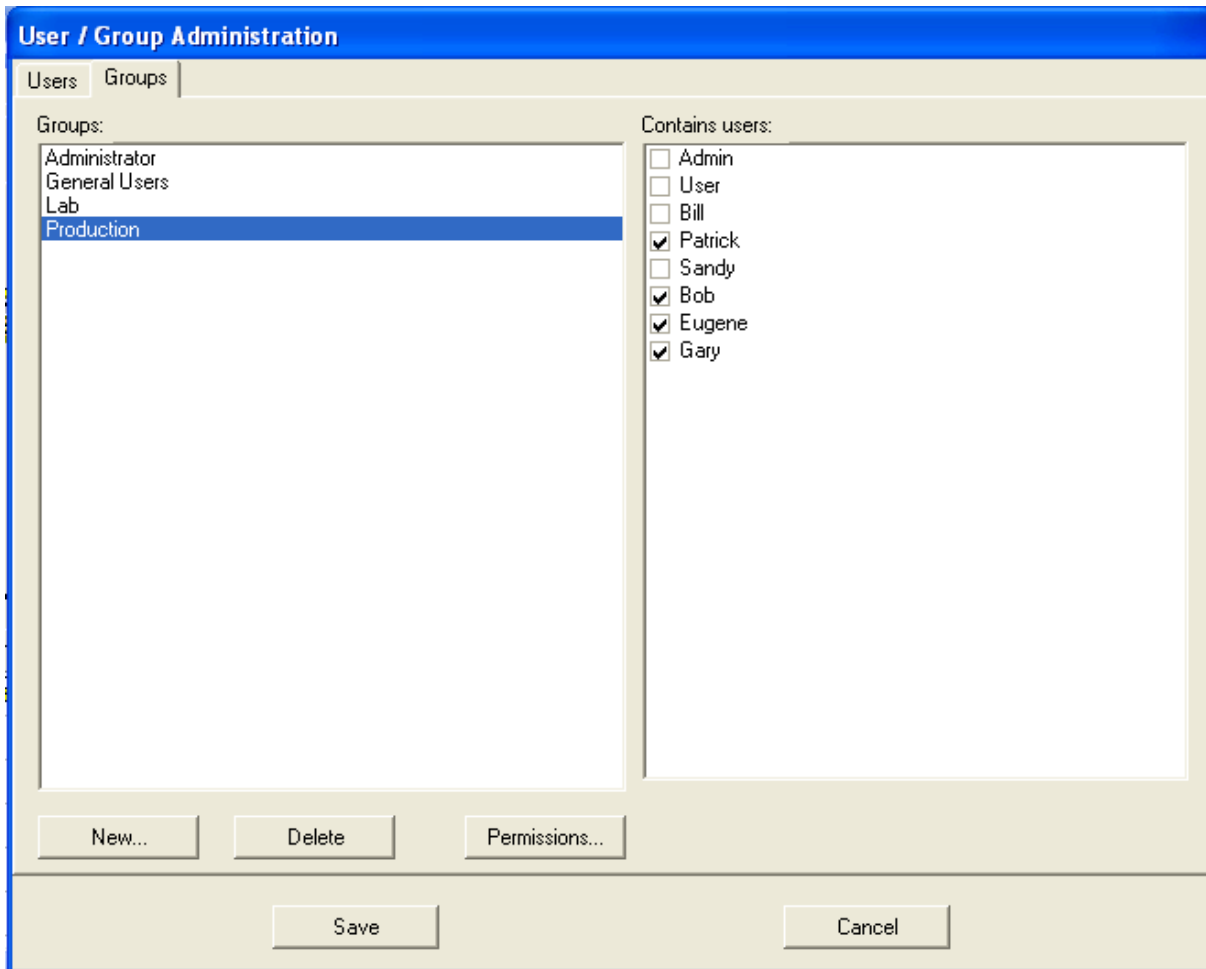 User / Group Administration
Users Groups
Groups:
Administrator
General Users
Lab
Production
Contains users:
Admin
User
Bill
Patrick
Sandy
Bob
Eugene
Gary
New... Delete Permissions...
Save Cancel